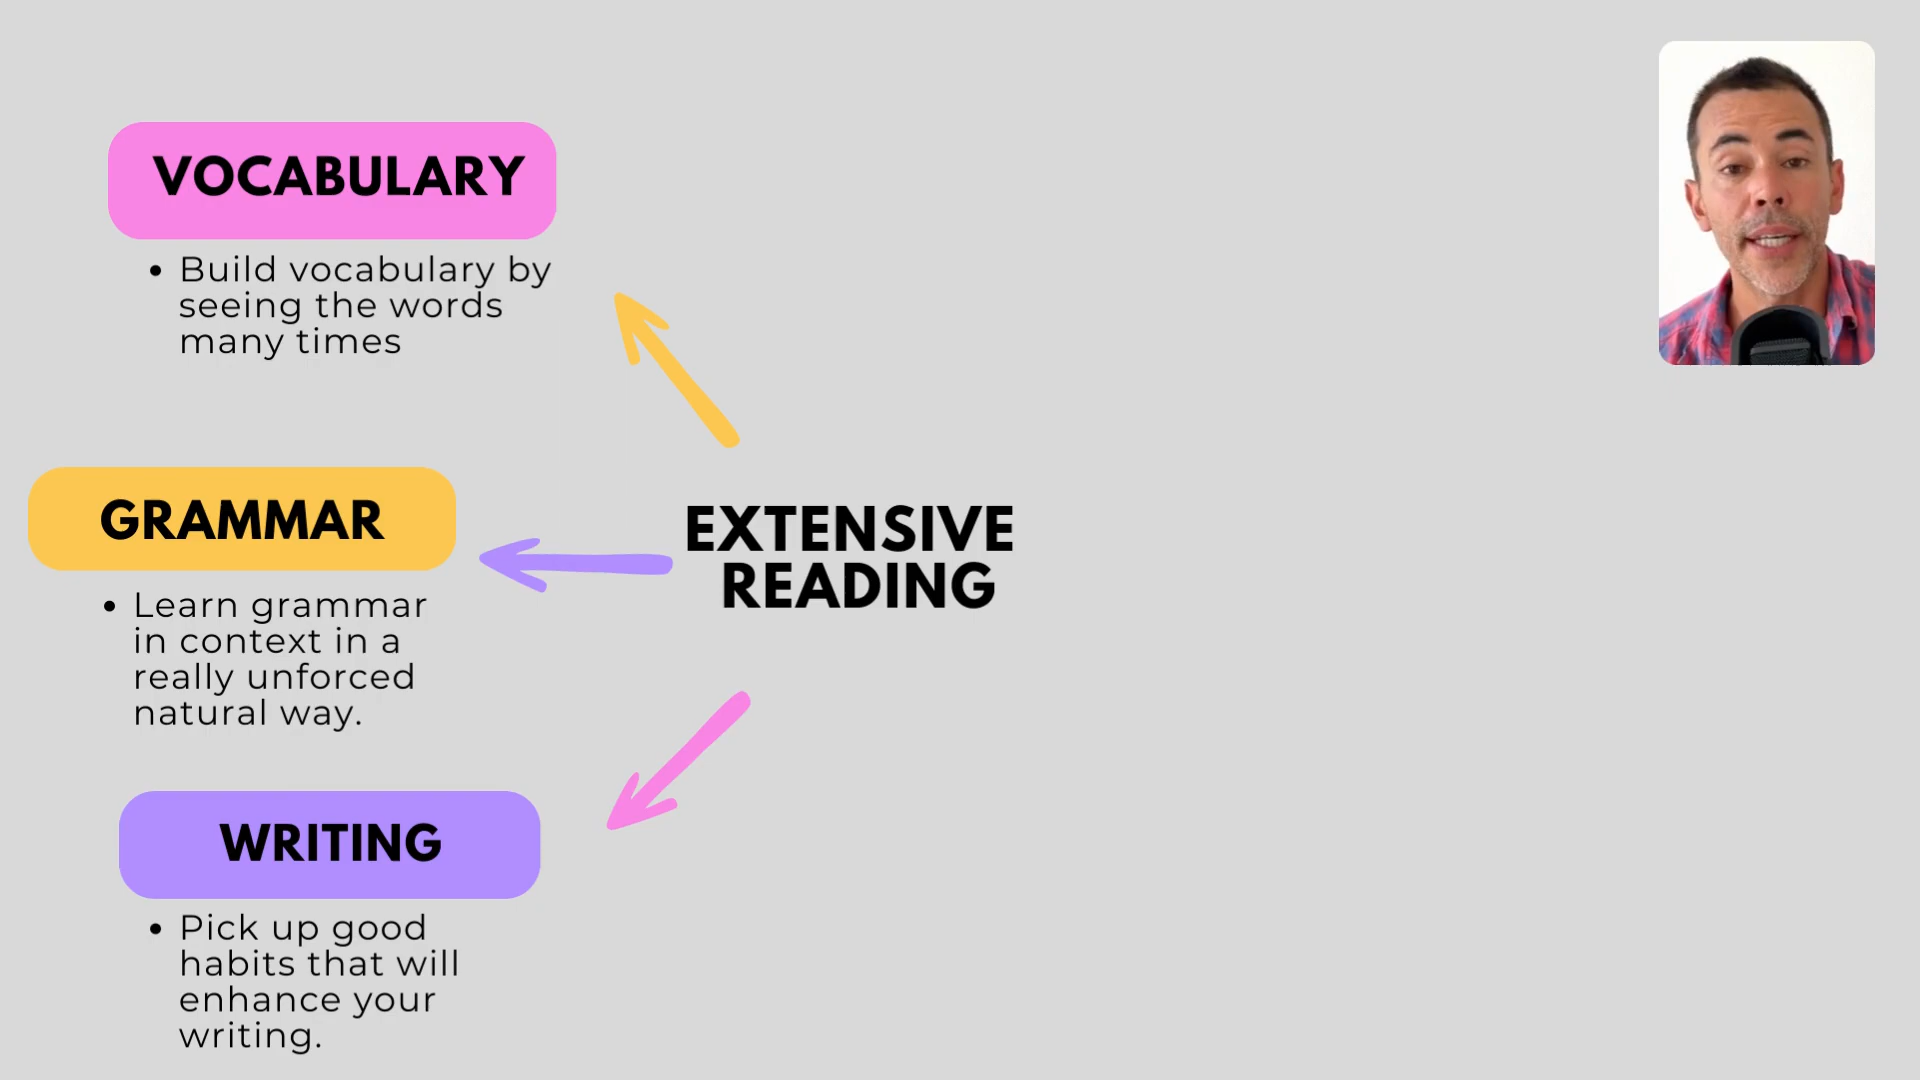 VOCABULARY
• Build vocabulary by
seeing the words
many times
GRAMMAR
• Learn grammar
in context in a
really unforced
natural way.
WRITING
• Pick up good
habits that will
enhance your
writing.
EXTENSIVE
READING